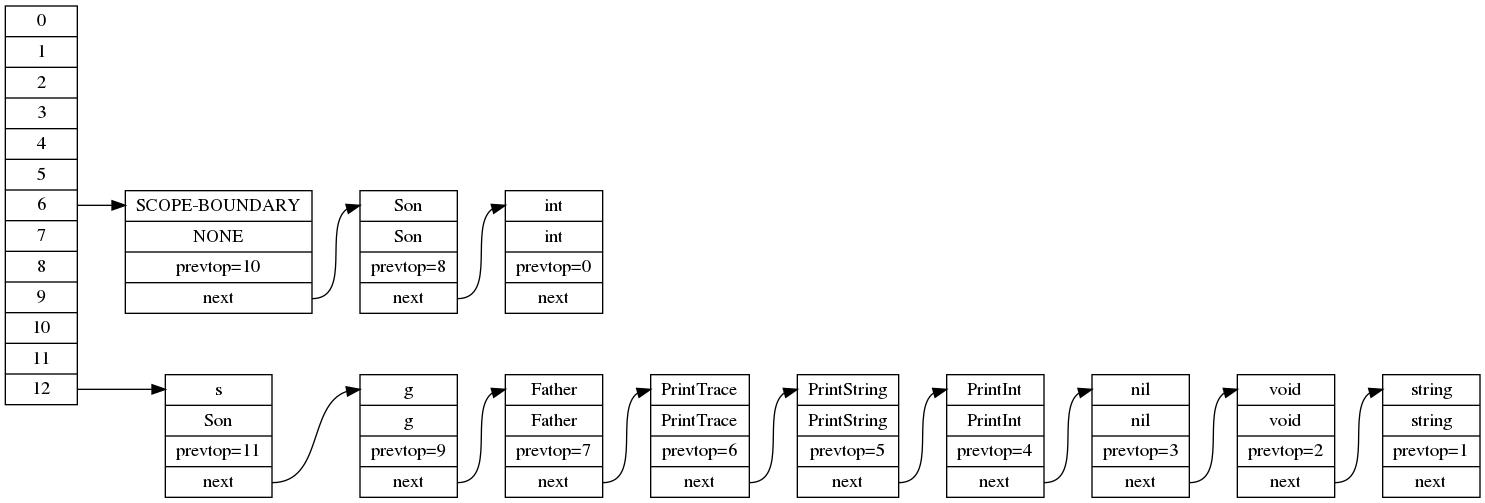 0
1
2
3
4
5
6
7
8
9
10
11
12
SCOPE-BOUNDARY
NONE
prevtop=10
next
Son
Son
prevtop=8
next
int
int
prevtop=0
next
s
Son
prevtop=11
next
g
g
prevtop=9
next
Father
Father
prevtop=7
next
PrintTrace
PrintTrace
prevtop=6
next
PrintString
PrintString
prevtop=5
next
PrintInt
PrintInt
prevtop=4
next
nil
nil
prevtop=3
next
void
void
prevtop=2
next
string
string
prevtop=1
next